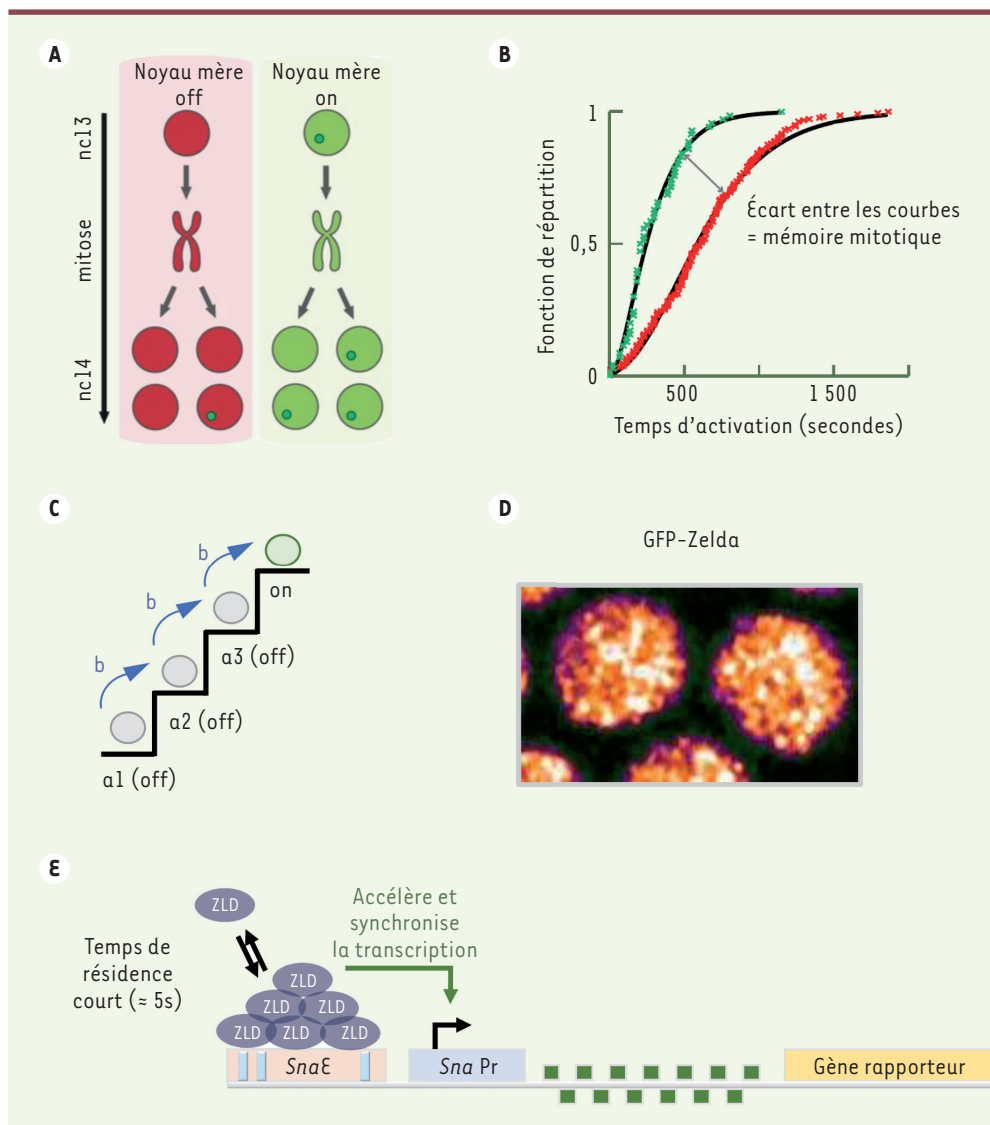 A
Noyau mère
off
Noyau mère
on
nc13
mitose
nc14
B
Fonction de répartition
1
0,5
0
500
1 500
Temps d'activation (secondes)
Écart entre les courbes
= mémoire mitotique
C
b
b
b
on
a3 (off)
a2 (off)
a1 (off)
D
GFP-Zelda
E
ZLD
Temps de
résidence
court (≈ 5s)
Accélère et
synchronise
la transcription
ZLD
ZLD ZLD
ZLD ZLD ZLD
SnaE
Sna Pr
Gène rapporteur